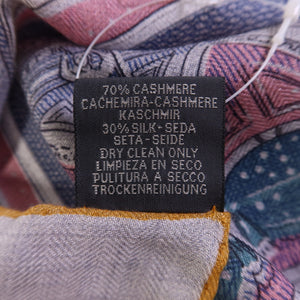 70% CASHMERE
CACHEMIRA-CASHMERE
KASCHMIR
30% SILK-SEDA
SETA-SEIDE
DRY CLEAN ONLY
LIMPIEZA EN SECO
PULITURA A SECCO
TROCKENREINIGUNG